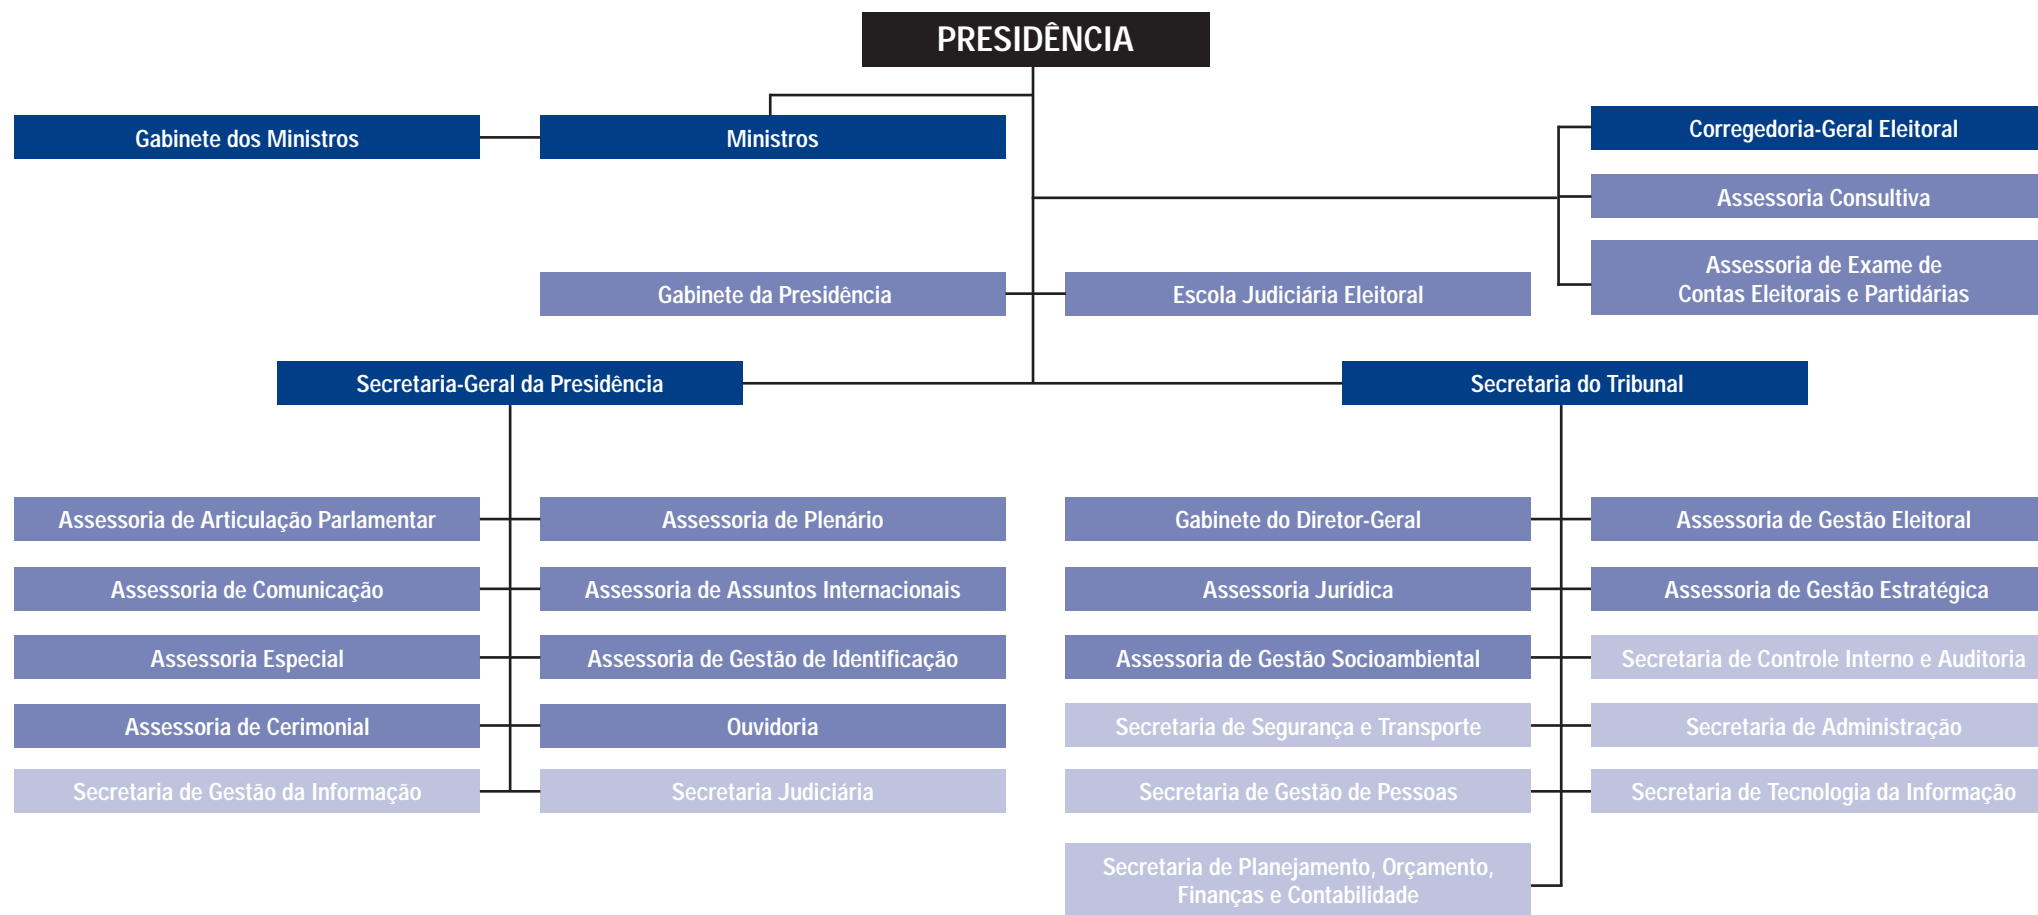 PRESIDÊNCIA
Gabinete dos Ministros
Ministros
Corregedoria-Geral Eleitoral
Assessoria Consultiva
Assessoria de Exame de
Contas Eleitorais e Partidárias
Gabinete da Presidência
Escola Judiciária Eleitoral
Secretaria-Geral da Presidência
Secretaria do Tribunal
Assessoria de Articulação Parlamentar
Assessoria de Plenário
Gabinete do Diretor-Geral
Assessoria de Gestão Eleitoral
Assessoria de Comunicação
Assessoria de Assuntos Internacionais
Assessoria Jurídica
Assessoria de Gestão Estratégica
Assessoria Especial
Assessoria de Gestão de Identificação
Assessoria de Gestão Socioambiental
Secretaria de Controle Interno e Auditoria
Assessoria de Cerimonial
Ouvidoria
Secretaria de Segurança e Transporte
Secretaria de Administração
Secretaria de Gestão da Informação
Secretaria Judiciária
Secretaria de Gestão de Pessoas
Secretaria de Tecnologia da Informação
Secretaria de Planejamento, Orçamento,
Finanças e Contabilidade